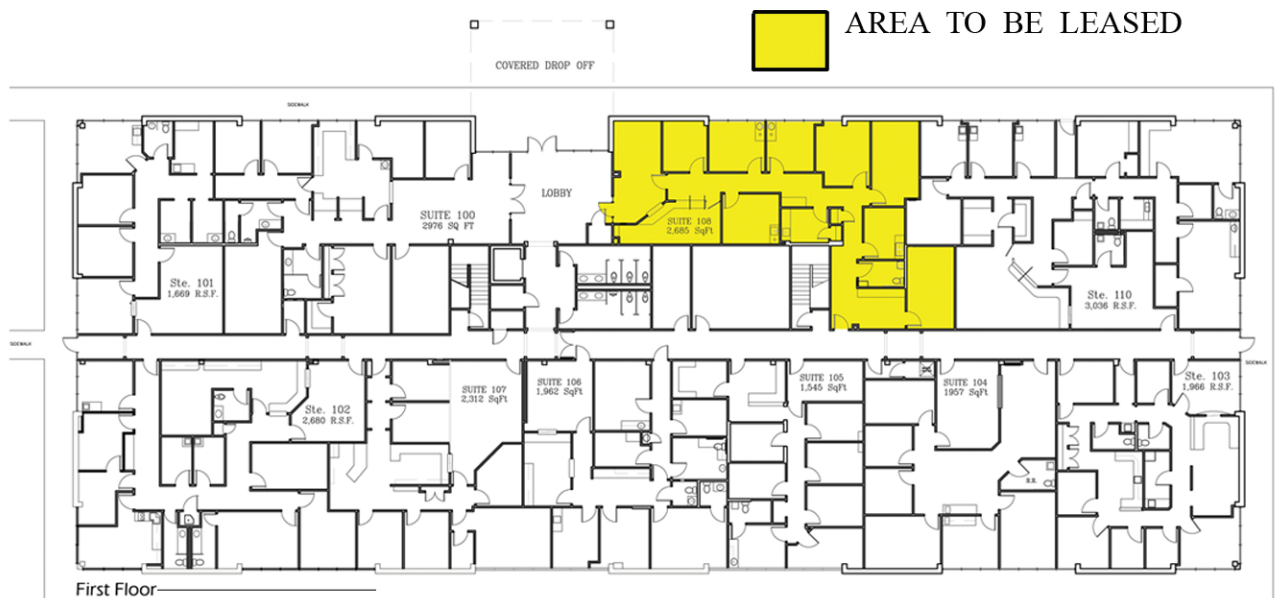 AREA TO BE LEASED
COVERED DROP OFF
SIDEWALK
LOBBY
SUITE 100
2976 SQ FT
SUITE 108
2,685 SqFt
Ste. 101
1,669 R.S.F.
Ste. 110
3,036 R.S.F.
SIDEWALK
SIDEWALK
SUITE 107
2,312 SqFt
SUITE 106
1,962 SqFt
SUITE 105
1,545 SqFt
SUITE 104
1957 SqFt
Ste. 103
1,966 R.S.F.
Ste. 102
2,680 R.S.F.
R.R.
First Floor